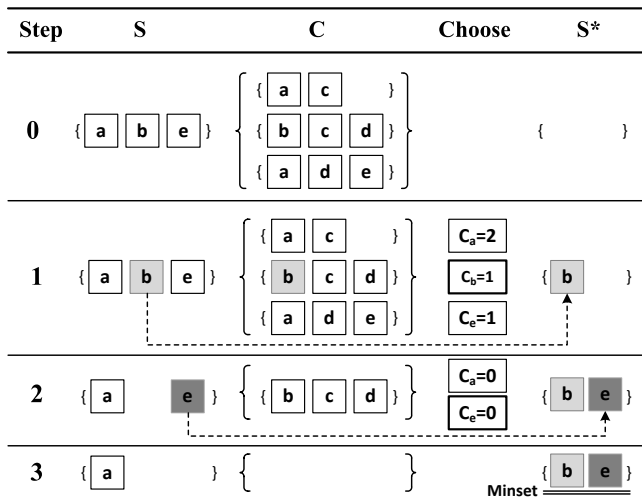 Step S C Choose S*
{ a c }
0 { a b e } { { b c d } } { }
{ a d e }
{ a c } Ca=2
1 { a b e } { { b c d } } Cb=1 { b }
{ a d e } Ce=1
Ca=0
2 { a e } { { b c d } } { b e }
Ce=0
3 { a } { } { b e }
Minset